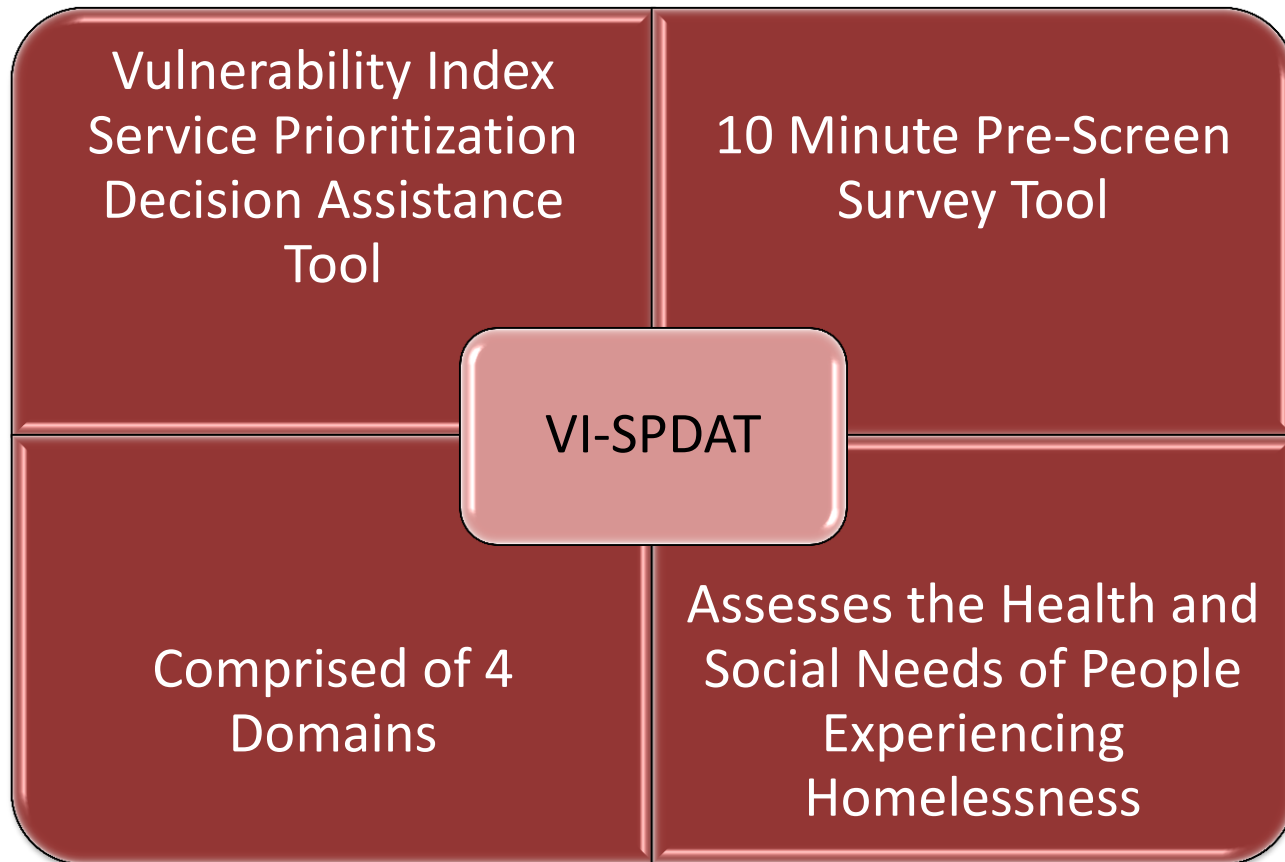 Vulnerability Index
Service Prioritization
Decision Assistance
Tool
10 Minute Pre-Screen
Survey Tool
VI-SPDAT
Comprised of 4
Domains
Assesses the Health and
Social Needs of People
Experiencing
Homelessness